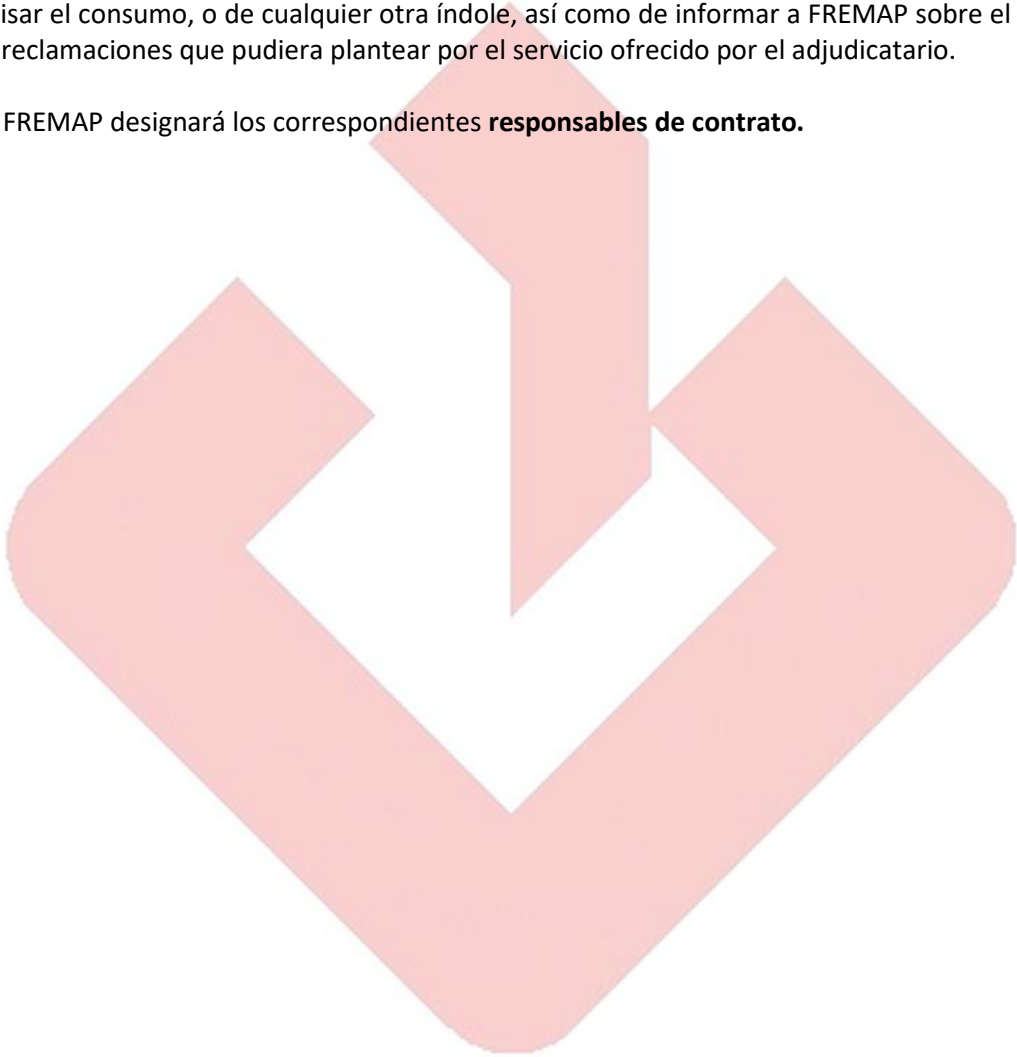 isar el consumo, o de cualquier otra índole, así como de informar a FREMAP sobre el
reclamaciones que pudiera plantear por el servicio ofrecido por el adjudicatario.
FREMAP designará los correspondientes responsables de contrato.